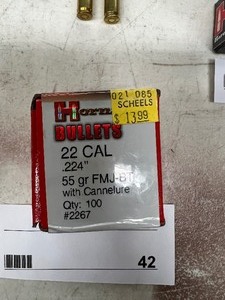 021 085
SCHEELS
$ 13.99
Horn
BULLETS
22 CAL
.224"
55 gr FMJ-BT
with Cannelure
Qty: 100
#2267
42